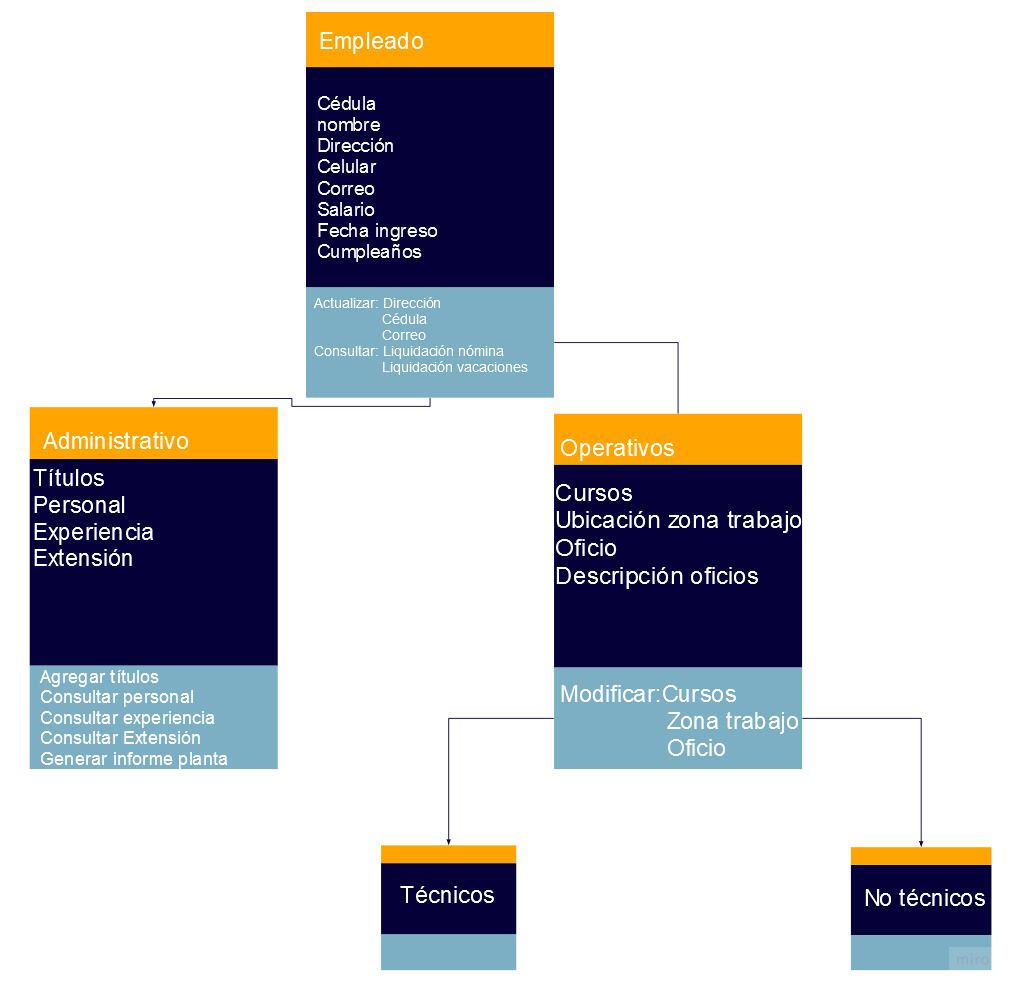 Empleado
Cédula
nombre
Dirección
Celular
Correo
Salario
Fecha ingreso
Cumpleaños
Actualizar: Dirección
Cédula
Correo
Consultar: Liquidación nómina
Liquidación vacaciones
Administrativo
Títulos
Personal
Experiencia
Extensión
Agregar títulos
Consultar personal
Consultar experiencia
Consultar Extensión
Generar informe planta
Operativos
Cursos
Ubicación zona trabajo
Oficio
Descripción oficios
Modificar:Cursos
Zona trabajo
Oficio
Técnicos
No técnicos
miro